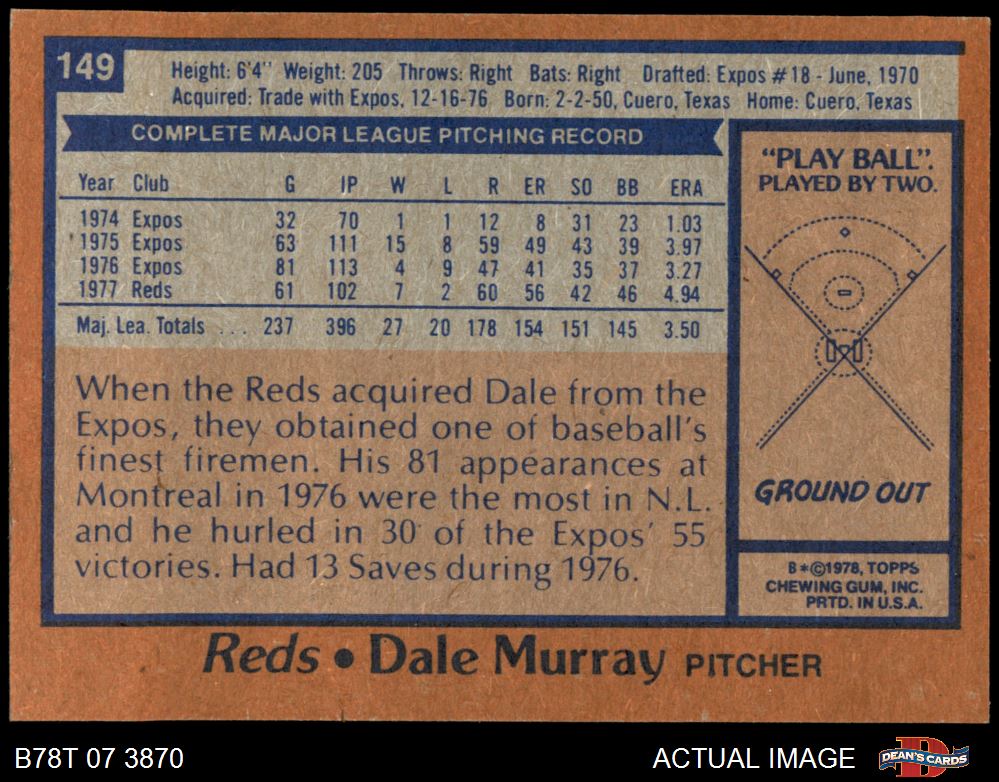 149
Height: 6'4" Weight: 205 Throws: Right Bats: Right Drafted: Expos #18 - June, 1970
Acquired: Trade with Expos, 12-16-76 Born: 2-2-50, Cuero, Texas Home: Cuero, Texas
COMPLETE MAJOR LEAGUE PITCHING RECORD
Year Club G IP W L R ER SO BB ERA
1974 Expos 32 70 1 1 12 8 31 23 1.03
1975 Expos 63 111 15 8 59 49 43 39 3.97
1976 Expos 81 113 4 9 47 41 35 37 3.27
1977 Reds 61 102 7 2 60 56 42 46 4.94
Maj. Lea. Totals ... 237 396 27 20 178 154 151 145 3.50
When the Reds acquired Dale from the
Expos, they obtained one of baseball's
finest firemen. His 81 appearances at
Montreal in 1976 were the most in N.L.
and he hurled in 30 of the Expos' 55
victories. Had 13 Saves during 1976.
"PLAY BALL".
PLAYED BY TWO.
GROUND OUT
B*©1978, TOPPS
CHEWING GUM, INC.
PRTD. IN U.S.A.
Reds • Dale Murray PITCHER
B78T 07 3870
ACTUAL IMAGE
DEAN'S CARDS